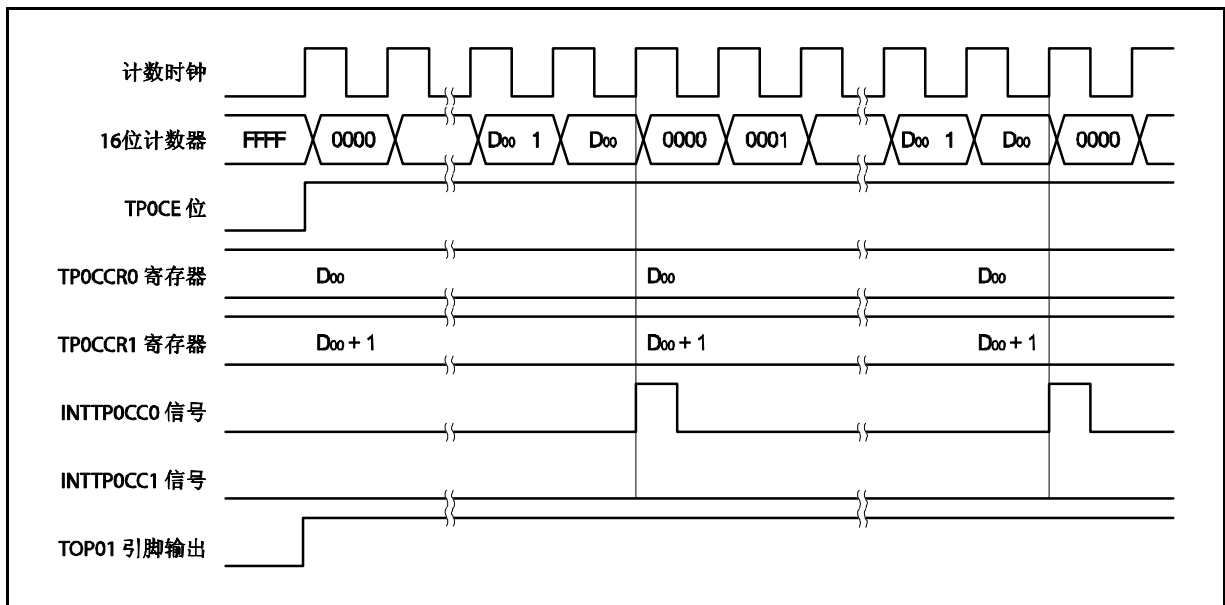 计数时钟
16位计数器 FFFF 0000 D00 1 D00 0000 0001 D00 1 D00 0000
TP0CE 位
TP0CCR0 寄存器 D00 D00 D00
TP0CCR1 寄存器 D00 + 1 D00 + 1 D00 + 1
INTTP0CC0 信号
INTTP0CC1 信号
TOP01 引脚输出